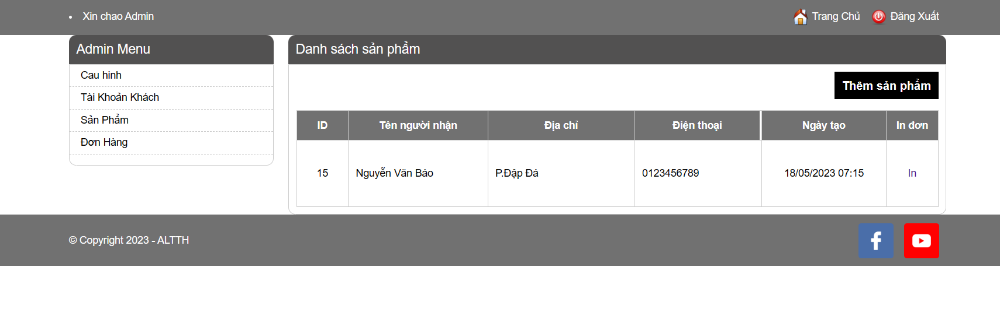 Xin chao Admin
Trang Chủ
Đăng Xuất
Admin Menu
Cau hinh
Tài Khoản Khách
Sản Phẩm
Đơn Hàng
Danh sách sản phẩm
Thêm sản phẩm
ID Tên người nhận Địa chỉ Điện thoại Ngày tạo In đơn
15 Nguyễn Văn Báo P.Đập Đá 0123456789 18/05/2023 07:15 In
© Copyright 2023 - ALTTH